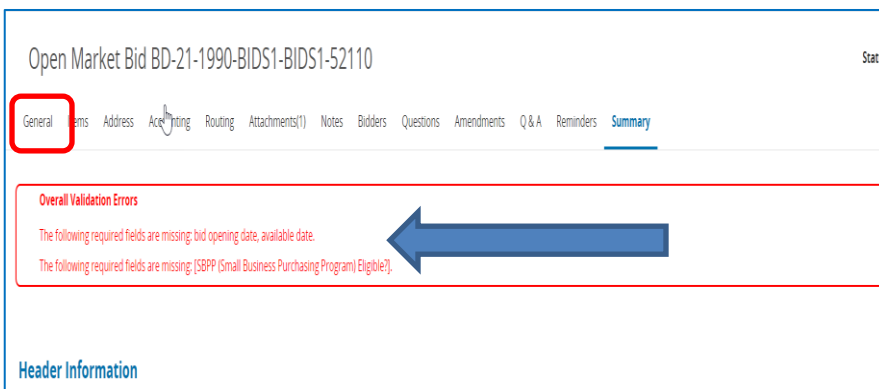 Open Market Bid BD-21-1990-BIDS1-BIDS1-52110
Stat
General Items Address Accounting Routing Attachments(1) Notes Bidders Questions Amendments Q & A Reminders Summary
Overall Validation Errors
The following required fields are missing: bid opening date, available date.
The following required fields are missing: [SBPP (Small Business Purchasing Program) Eligible?].
Header Information